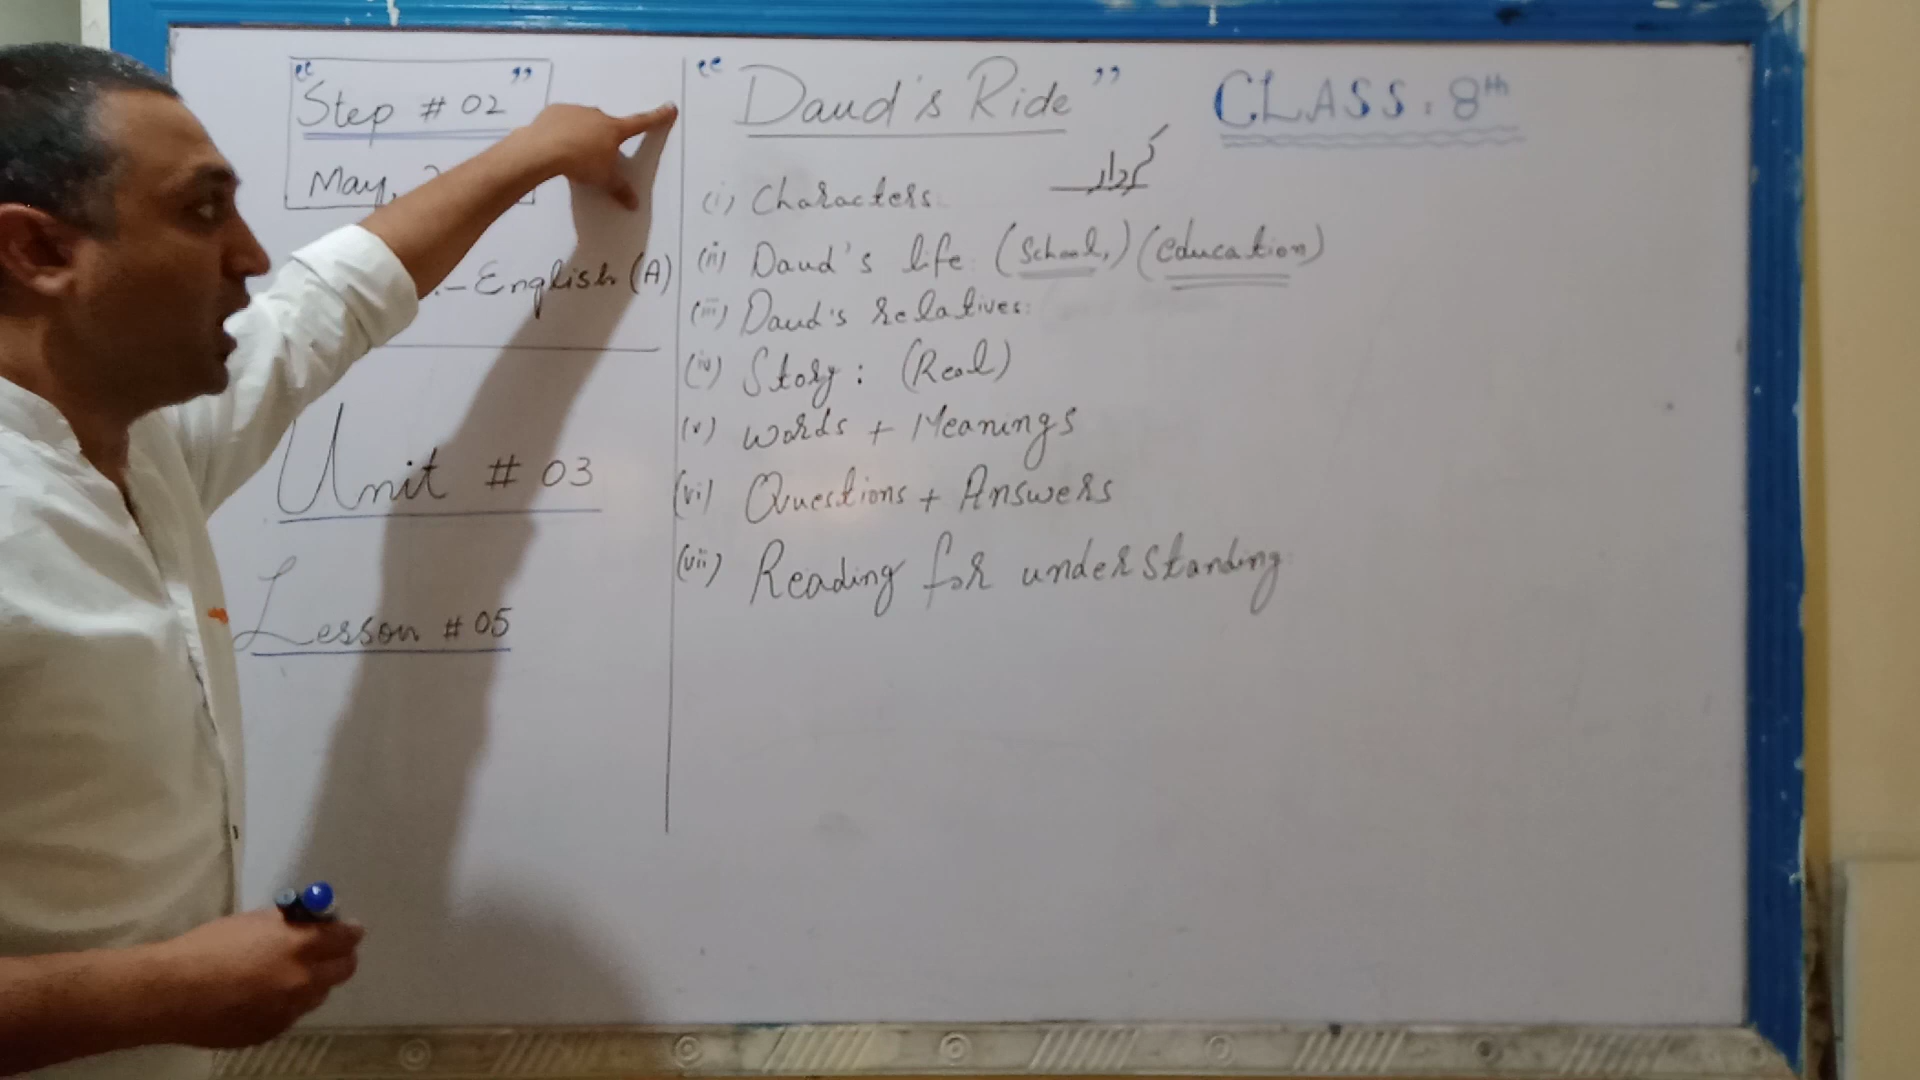 "Step # 02"
May,
English (A)
Unit # 03
Lesson # 05
"Daud's Ride"
CLASS: 8th
کردار
(i) Characters:
(ii) Daud's life: (School,) (education)
(iii) Daud's relatives:
(iv) Story: (Real)
(v) Words + Meanings
(vi) Questions + Answers
(vii) Reading for understanding: